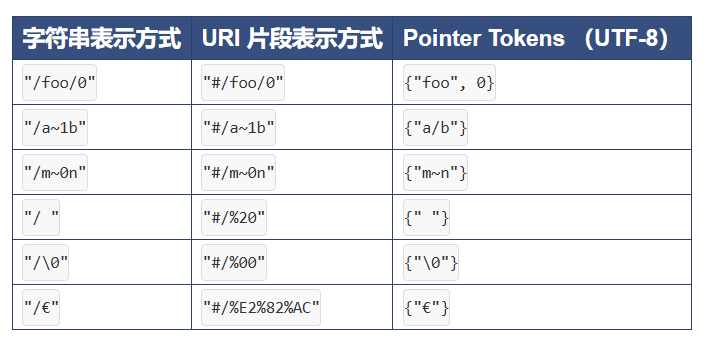 字符串表示方式 URI 片段表示方式 Pointer Tokens （UTF-8）
"/foo/0" "#/foo/0" {"foo", 0}
"/a~1b" "#/a~1b" {"a/b"}
"/m~0n" "#/m~0n" {"m~n"}
"/ " "#/%20" {" "}
"/\0" "#/%00" {"\0"}
"/€" "#/%E2%82%AC" {"€"}